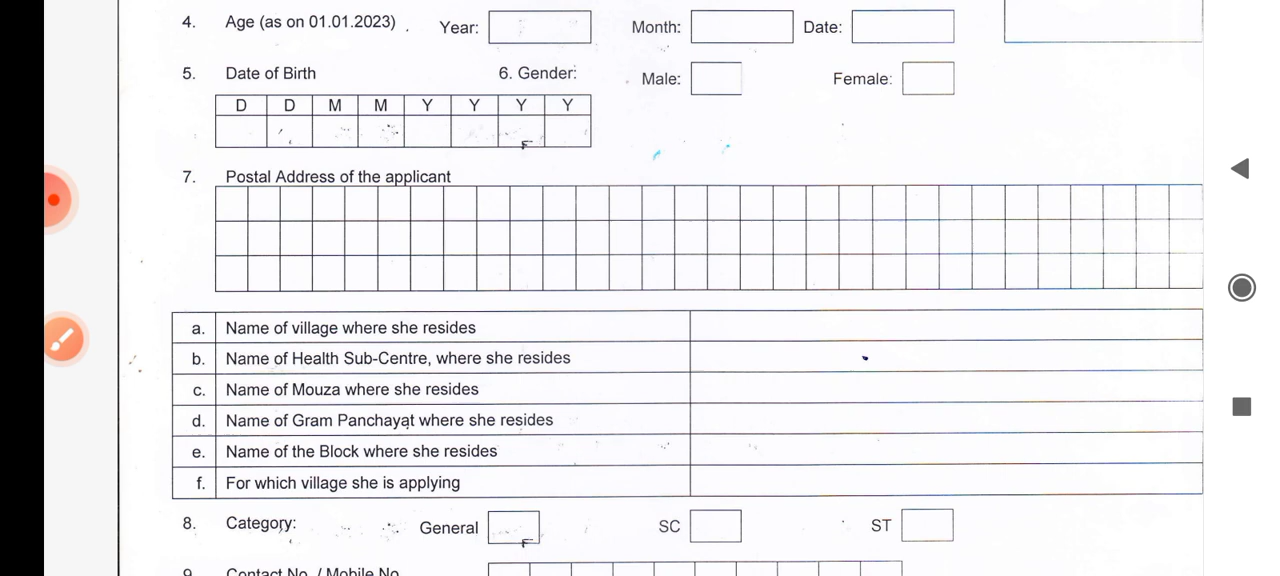 4. Age (as on 01.01.2023) Year: Month: Date:
5. Date of Birth 6. Gender: Male: Female:
D D M M Y Y Y Y
7. Postal Address of the applicant
a. Name of village where she resides
b. Name of Health Sub-Centre, where she resides
c. Name of Mouza where she resides
d. Name of Gram Panchayat where she resides
e. Name of the Block where she resides
f. For which village she is applying
8. Category: General SC ST
9. Contact No. / Mobile No.